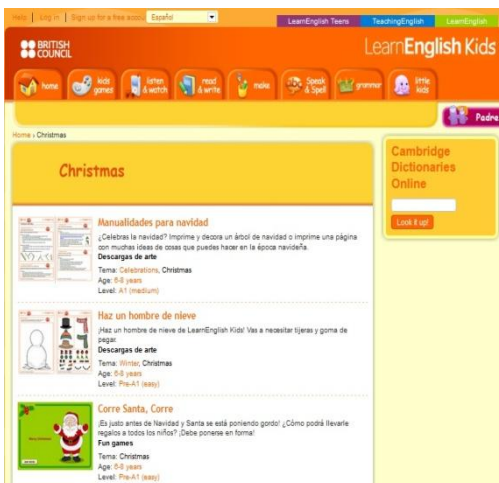 Help | Log in | Sign up for a free account Español
LearnEnglish Teens TeachingEnglish LearnEnglish
BRITISH
COUNCIL
LearnEnglish Kids
home kids games listen & watch read & write make Speak & Spell grammar little kids
Padre
Home › Christmas
Christmas
Manualidades para navidad
¿Celebras la navidad? Imprime y decora un árbol de navidad o imprime una página
con muchas ideas de cosas que puedes hacer en la época navideña.
Descargas de arte
Tema: Celebrations, Christmas
Age: 6-8 years
Level: A1 (medium)
Haz un hombre de nieve
¡Haz un hombre de nieve de LearnEnglish Kids! Vas a necesitar tijeras y goma de
pegar.
Descargas de arte
Tema: Winter, Christmas
Age: 6-8 years
Level: Pre-A1 (easy)
Corre Santa, Corre
¡Es justo antes de Navidad y Santa se está poniendo gordo! ¿Cómo podrá llevarle
regalos a todos los niños? ¡Debe ponerse en forma!
Fun games
Tema: Christmas
Age: 6-8 years
Level: Pre-A1 (easy)
Cambridge
Dictionaries
Online
Look it up!